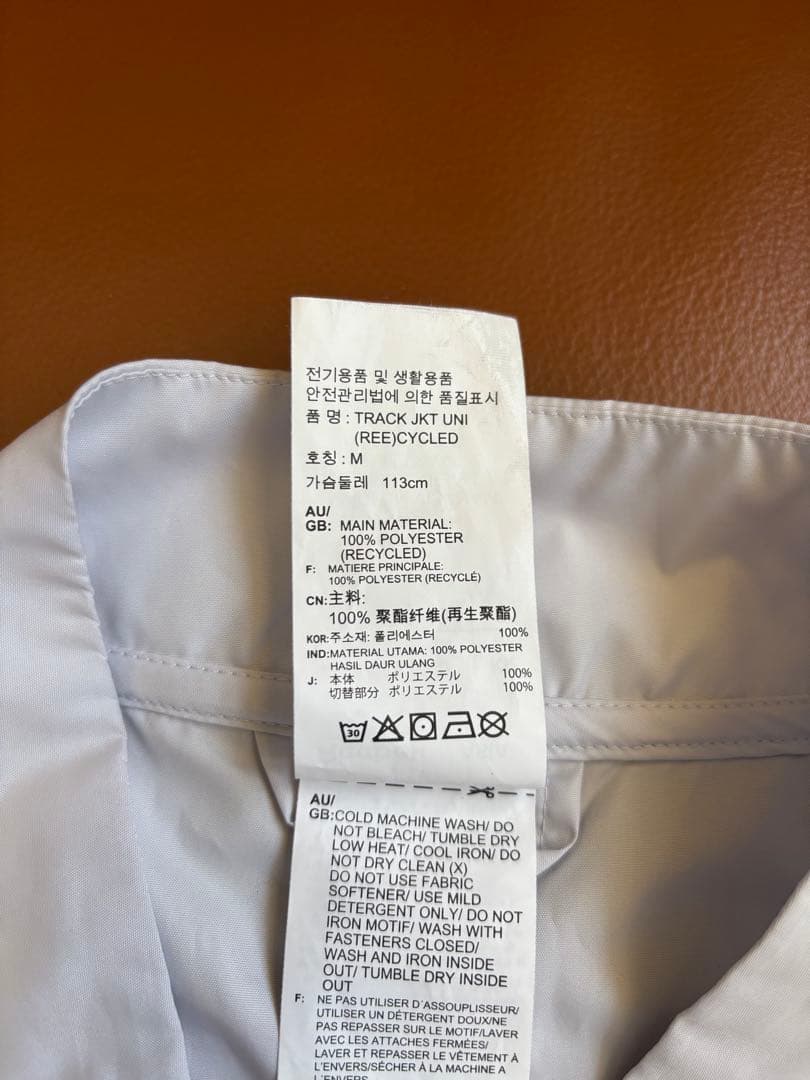 전기용품 및 생활용품
안전관리법에 의한 품질표시
품 명 : TRACK JKT UNI
(REE)CYCLED
호칭 : M
가슴둘레 113cm
AU/
GB: MAIN MATERIAL:
100% POLYESTER
(RECYCLED)
F: MATIERE PRINCIPALE:
100% POLYESTER (RECYCLÉ)
CN:主料:
100% 聚酯纤维(再生聚酯)
KOR:주소재: 폴리에스터 100%
IND:MATERIAL UTAMA: 100% POLYESTER
HASIL DAUR ULANG
J: 本体 ポリエステル 100%
切替部分 ポリエステル 100%
30
AU/
GB:COLD MACHINE WASH/ DO
NOT BLEACH/ TUMBLE DRY
LOW HEAT/ COOL IRON/ DO
NOT DRY CLEAN (X)
DO NOT USE FABRIC
SOFTENER/ USE MILD
DETERGENT ONLY/ DO NOT
IRON MOTIF/ WASH WITH
FASTENERS CLOSED/
WASH AND IRON INSIDE
OUT/ TUMBLE DRY INSIDE
OUT
F: NE PAS UTILISER D'ASSOUPLISSEUR/
UTILISER UN DÉTERGENT DOUX/NE
PAS REPASSER SUR LE MOTIF/LAVER
AVEC LES ATTACHES FERMÉES/
LAVER ET REPASSER LE VÊTEMENT À
L'ENVERS/SÉCHER À LA MACHINE A
L'ENVERS